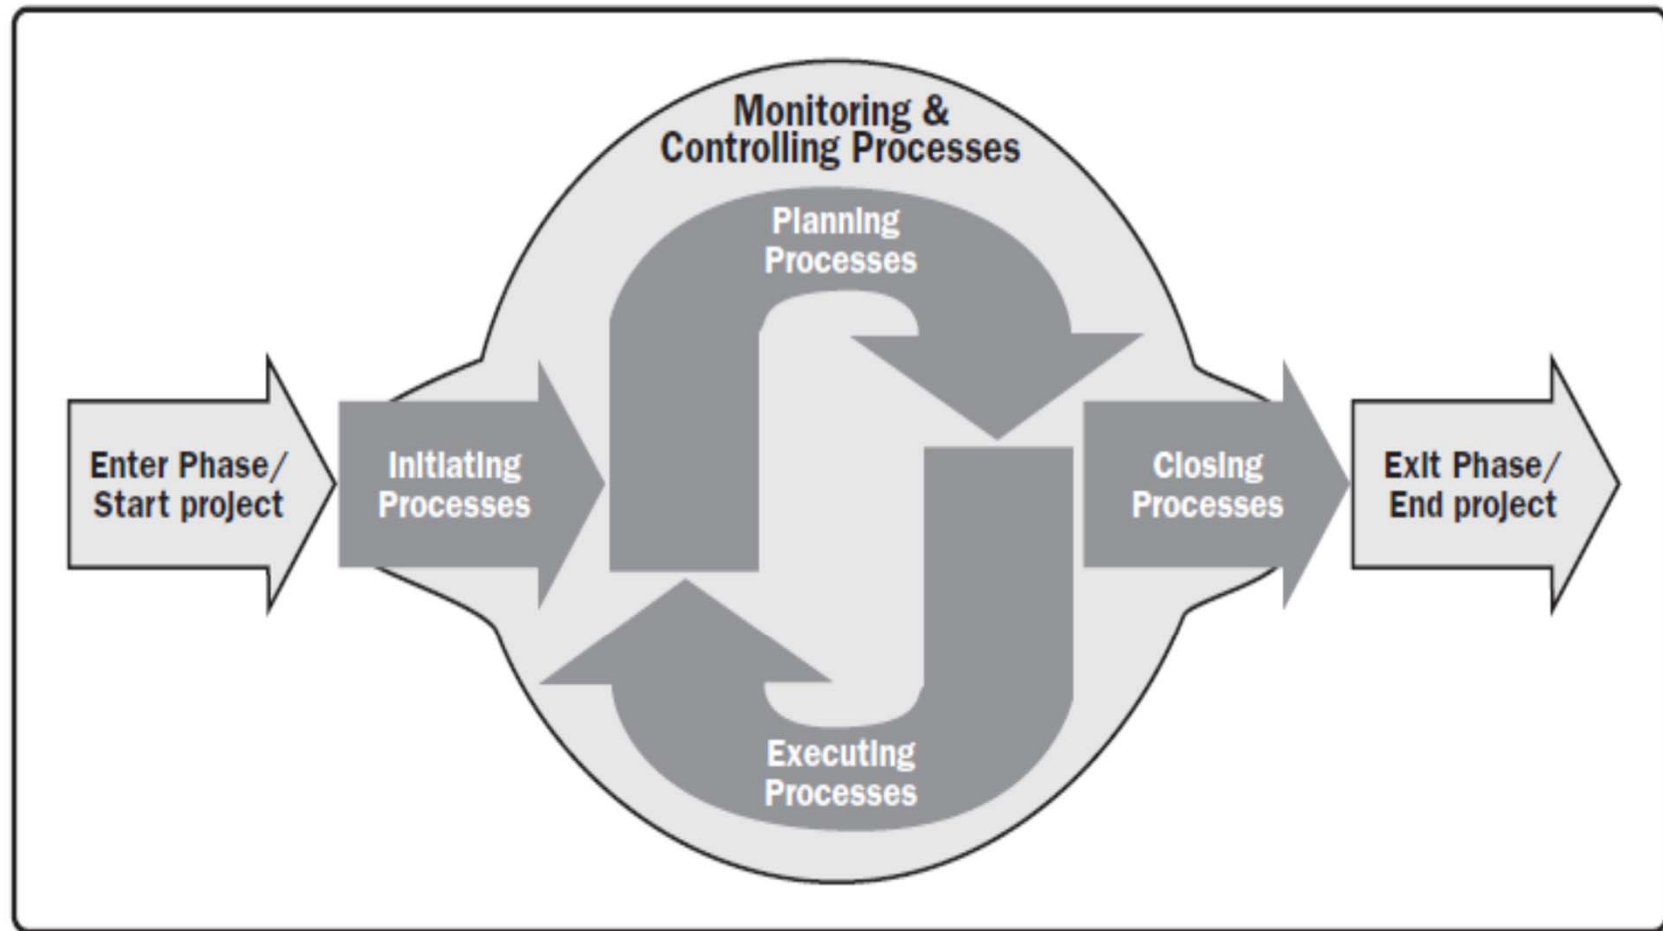 Monitoring &
Controlling Processes
Planning
Processes
Enter Phase/
Start project
Initiating
Processes
Closing
Processes
Exit Phase/
End project
Executing
Processes